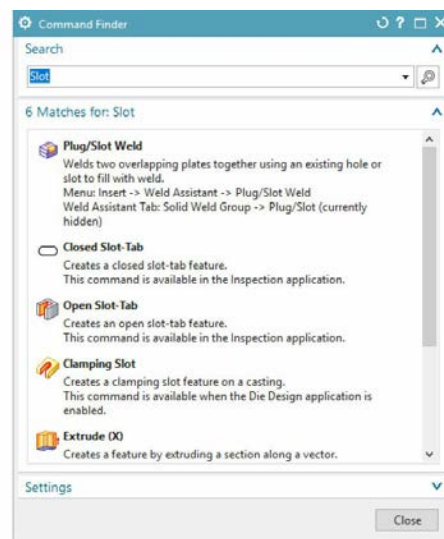 Command Finder
Search
Slot
6 Matches for: Slot
Plug/Slot Weld
Welds two overlapping plates together using an existing hole or
slot to fill with weld.
Menu: Insert -> Weld Assistant -> Plug/Slot Weld
Weld Assistant Tab: Solid Weld Group -> Plug/Slot (currently
hidden)
Closed Slot-Tab
Creates a closed slot-tab feature.
This command is available in the Inspection application.
Open Slot-Tab
Creates an open slot-tab feature.
This command is available in the Inspection application.
Clamping Slot
Creates a clamping slot feature on a casting.
This command is available when the Die Design application is
enabled.
Extrude (X)
Creates a feature by extruding a section along a vector.
Settings
Close